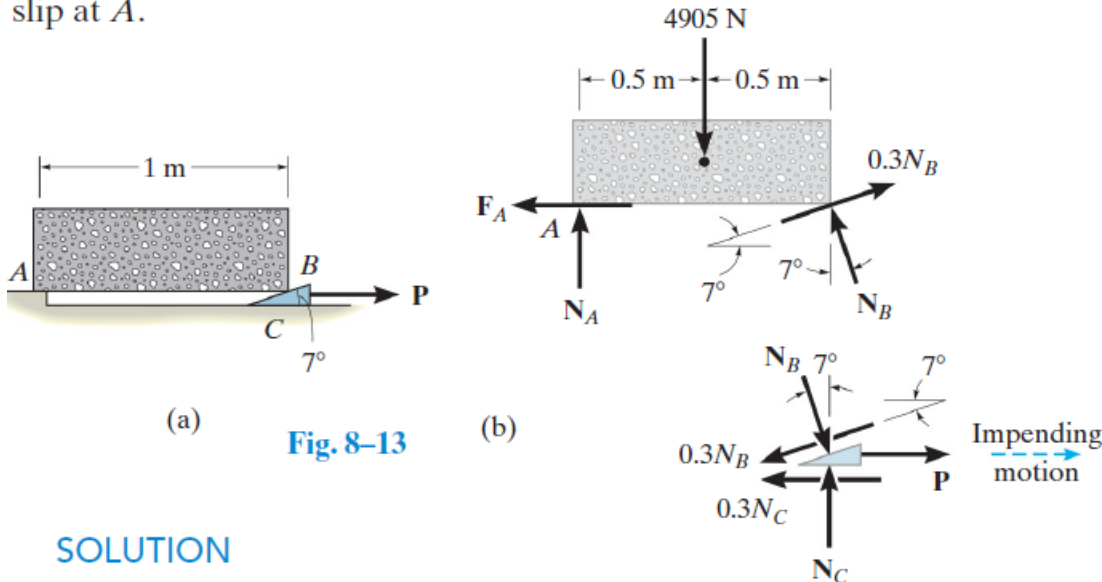 slip at A.
1 m
A
B
P
C
7°
(a)
Fig. 8–13
4905 N
0.5 m
0.5 m
0.3N_B
F_A
A
7°
7°
N_A
N_B
(b)
N_B
7°
7°
0.3N_B
P
Impending
motion
0.3N_C
N_C
SOLUTION